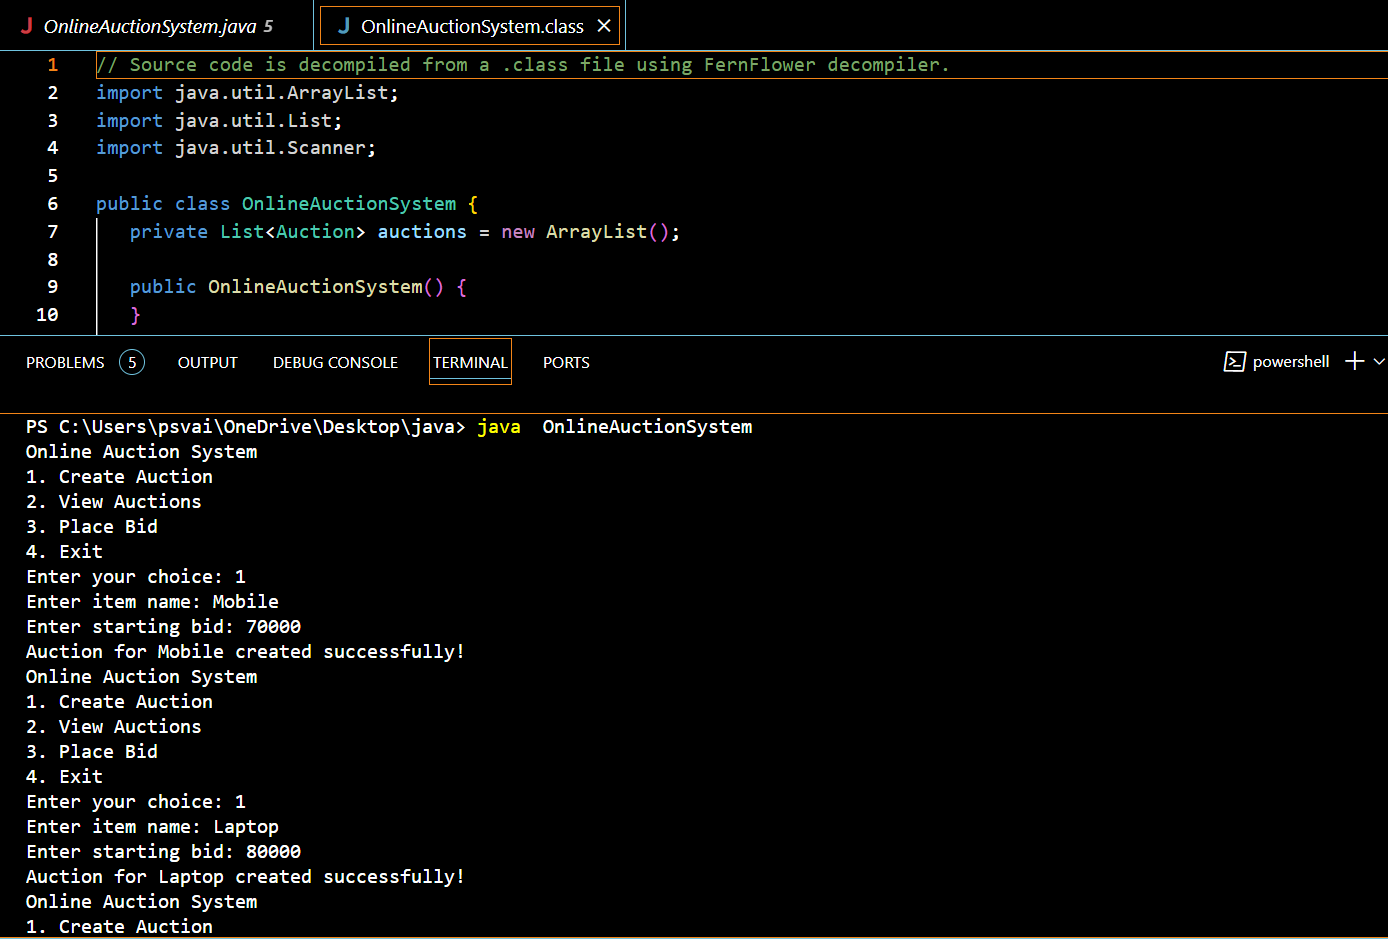 J OnlineAuctionSystem.java 5 J OnlineAuctionSystem.class ×
1 // Source code is decompiled from a .class file using FernFlower decompiler.
2 import java.util.ArrayList;
3 import java.util.List;
4 import java.util.Scanner;
5
6 public class OnlineAuctionSystem {
7 private List<Auction> auctions = new ArrayList();
8
9 public OnlineAuctionSystem() {
10 }
PROBLEMS 5 OUTPUT DEBUG CONSOLE TERMINAL PORTS powershell
PS C:\Users\psvai\OneDrive\Desktop\java> java  OnlineAuctionSystem
Online Auction System
1. Create Auction
2. View Auctions
3. Place Bid
4. Exit
Enter your choice: 1
Enter item name: Mobile
Enter starting bid: 70000
Auction for Mobile created successfully!
Online Auction System
1. Create Auction
2. View Auctions
3. Place Bid
4. Exit
Enter your choice: 1
Enter item name: Laptop
Enter starting bid: 80000
Auction for Laptop created successfully!
Online Auction System
1. Create Auction